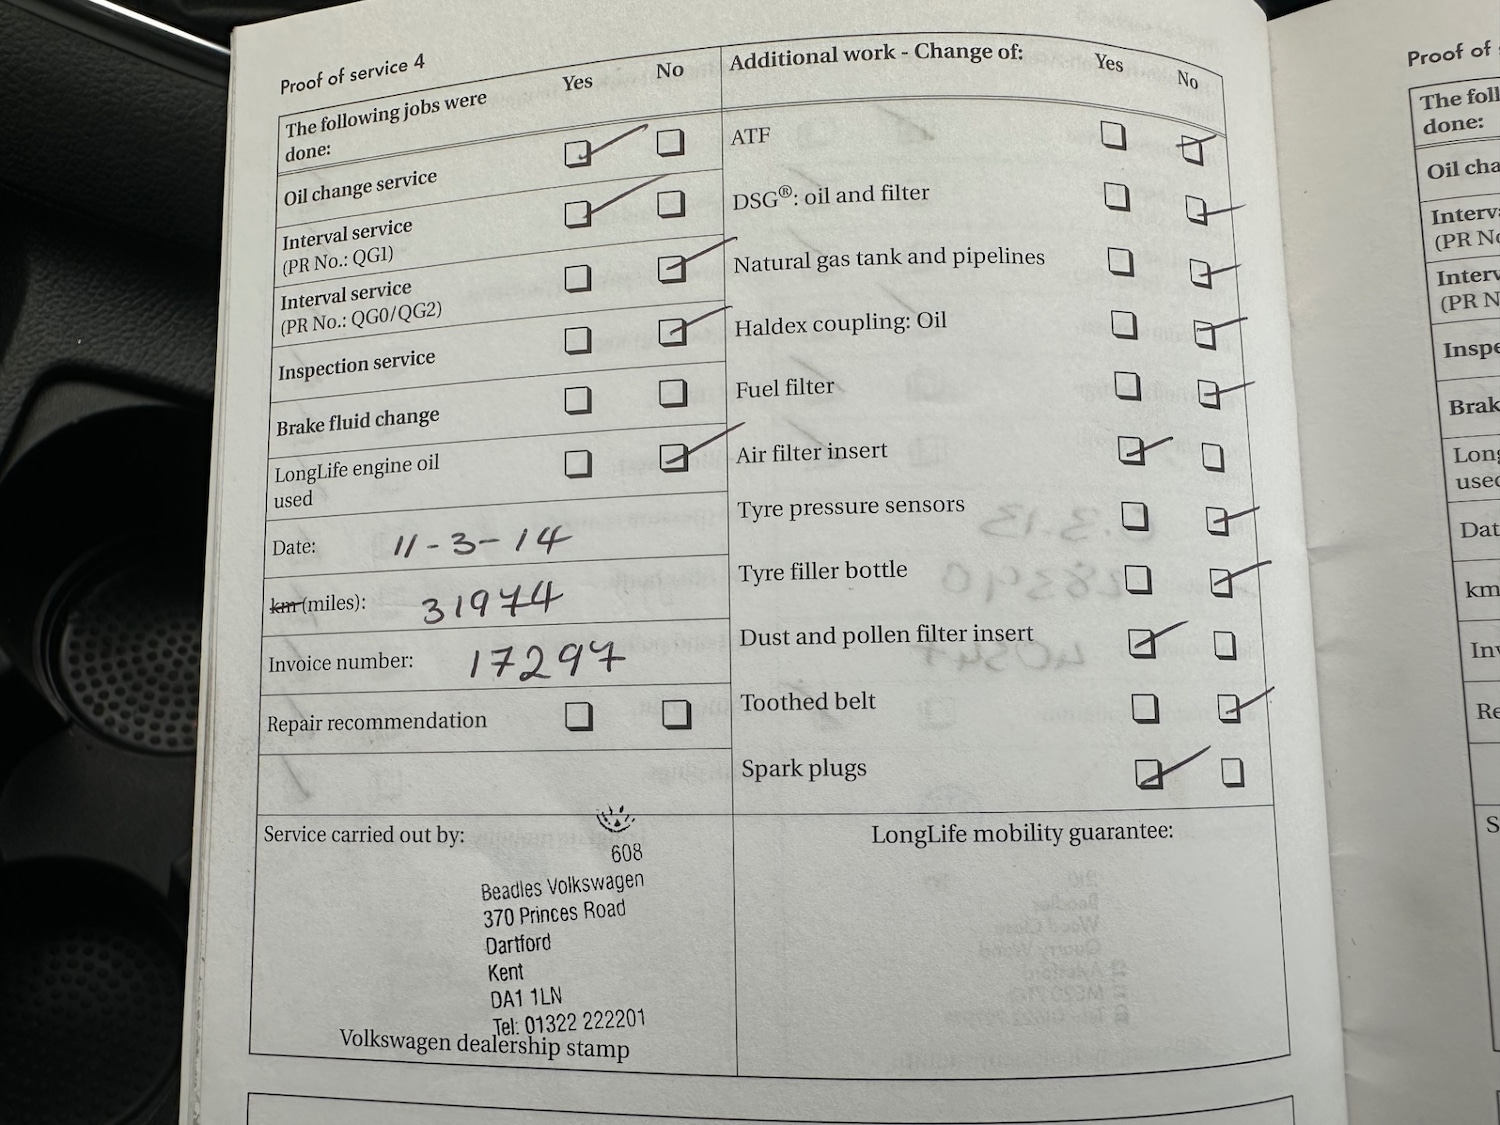 Proof of service 4
The following jobs were
done:
Yes
No
Oil change service
Interval service
(PR No.: QG1)
Interval service
(PR No.: QG0/QG2)
Inspection service
Brake fluid change
LongLife engine oil
used
Date: 11-3-14
km (miles): 31974
Invoice number: 17297
Repair recommendation
Service carried out by:
608
Beadles Volkswagen
370 Princes Road
Dartford
Kent
DA1 1LN
Tel: 01322 222201
Volkswagen dealership stamp
Additional work - Change of:
Yes
No
ATF
DSG®: oil and filter
Natural gas tank and pipelines
Haldex coupling: Oil
Fuel filter
Air filter insert
Tyre pressure sensors
Tyre filler bottle
Dust and pollen filter insert
Toothed belt
Spark plugs
LongLife mobility guarantee:
Proof of
The
done:
Oil
(PR
(PR
km